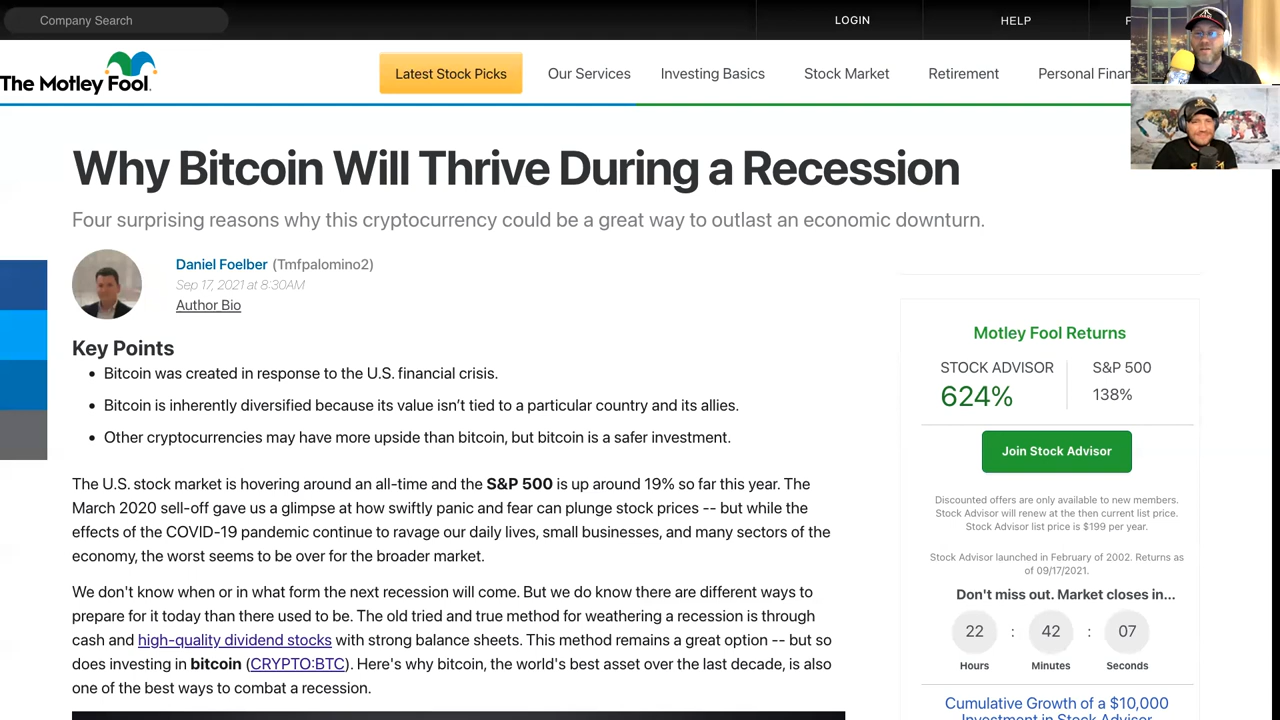 Company Search
LOGIN
HELP
F
The Motley Fool.
Latest Stock Picks
Our Services
Investing Basics
Stock Market
Retirement
Personal Finan
Why Bitcoin Will Thrive During a Recession
Four surprising reasons why this cryptocurrency could be a great way to outlast an economic downturn.
Daniel Foelber (Tmfpalomino2)
Sep 17, 2021 at 8:30AM
Author Bio
Key Points
• Bitcoin was created in response to the U.S. financial crisis.
• Bitcoin is inherently diversified because its value isn’t tied to a particular country and its allies.
• Other cryptocurrencies may have more upside than bitcoin, but bitcoin is a safer investment.
The U.S. stock market is hovering around an all-time and the S&P 500 is up around 19% so far this year. The
March 2020 sell-off gave us a glimpse at how swiftly panic and fear can plunge stock prices -- but while the
effects of the COVID-19 pandemic continue to ravage our daily lives, small businesses, and many sectors of the
economy, the worst seems to be over for the broader market.
We don't know when or in what form the next recession will come. But we do know there are different ways to
prepare for it today than there used to be. The old tried and true method for weathering a recession is through
cash and high-quality dividend stocks with strong balance sheets. This method remains a great option -- but so
does investing in bitcoin (CRYPTO:BTC). Here's why bitcoin, the world's best asset over the last decade, is also
one of the best ways to combat a recession.
Motley Fool Returns
STOCK ADVISOR
S&P 500
624%
138%
Join Stock Advisor
Discounted offers are only available to new members.
Stock Advisor will renew at the then current list price.
Stock Advisor list price is $199 per year.
Stock Advisor launched in February of 2002. Returns as
of 09/17/2021.
Don't miss out. Market closes in...
22 : 42 : 07
Hours Minutes Seconds
Cumulative Growth of a $10,000
Investment in Stock Advisor